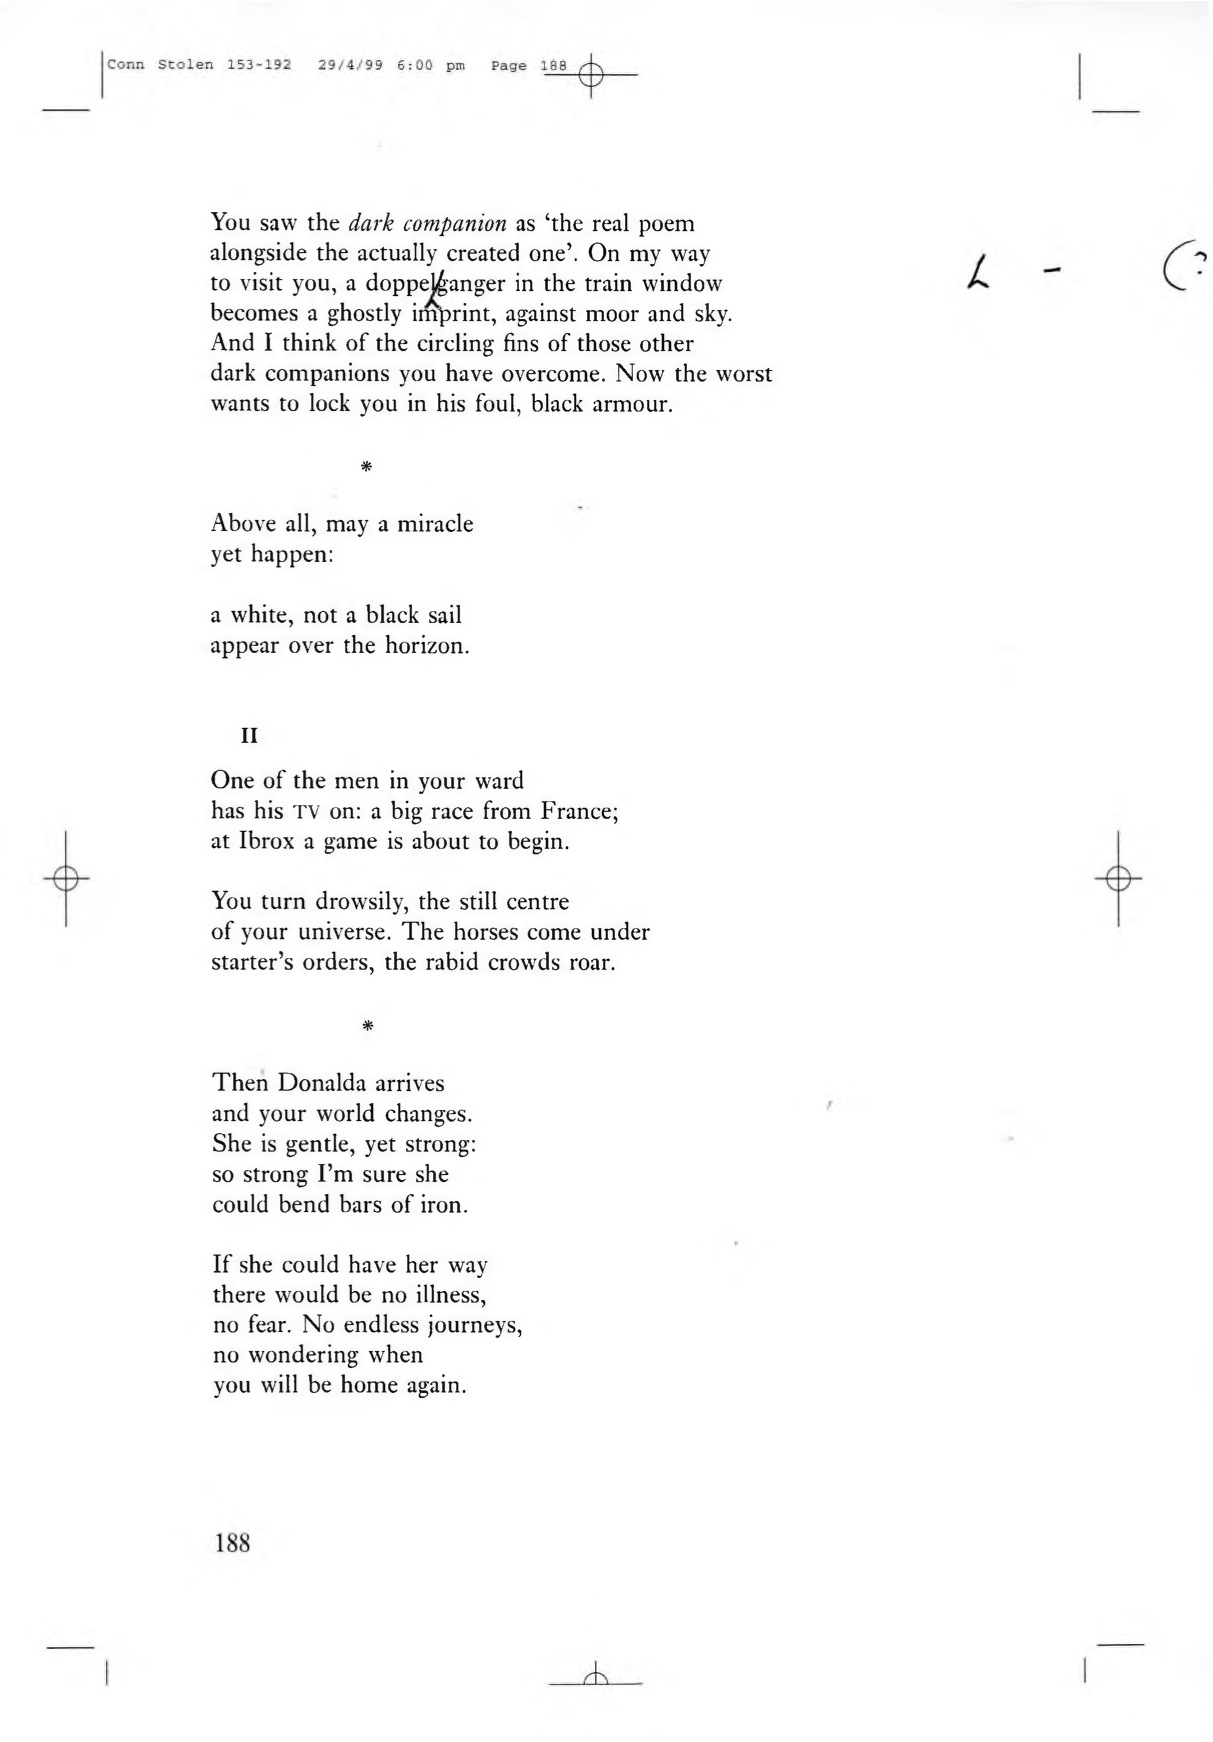 Conn Stolen 153-192 29/4/99 6:00 pm Page 188
You saw the dark companion as ‘the real poem
alongside the actually created one’. On my way
to visit you, a doppelganger in the train window
becomes a ghostly imprint, against moor and sky.
And I think of the circling fins of those other
dark companions you have overcome. Now the worst
wants to lock you in his foul, black armour.
*
Above all, may a miracle
yet happen:
a white, not a black sail
appear over the horizon.
II
One of the men in your ward
has his TV on: a big race from France;
at Ibrox a game is about to begin.
You turn drowsily, the still centre
of your universe. The horses come under
starter’s orders, the rabid crowds roar.
*
Then Donalda arrives
and your world changes.
She is gentle, yet strong:
so strong I’m sure she
could bend bars of iron.
If she could have her way
there would be no illness,
no fear. No endless journeys,
no wondering when
you will be home again.
188